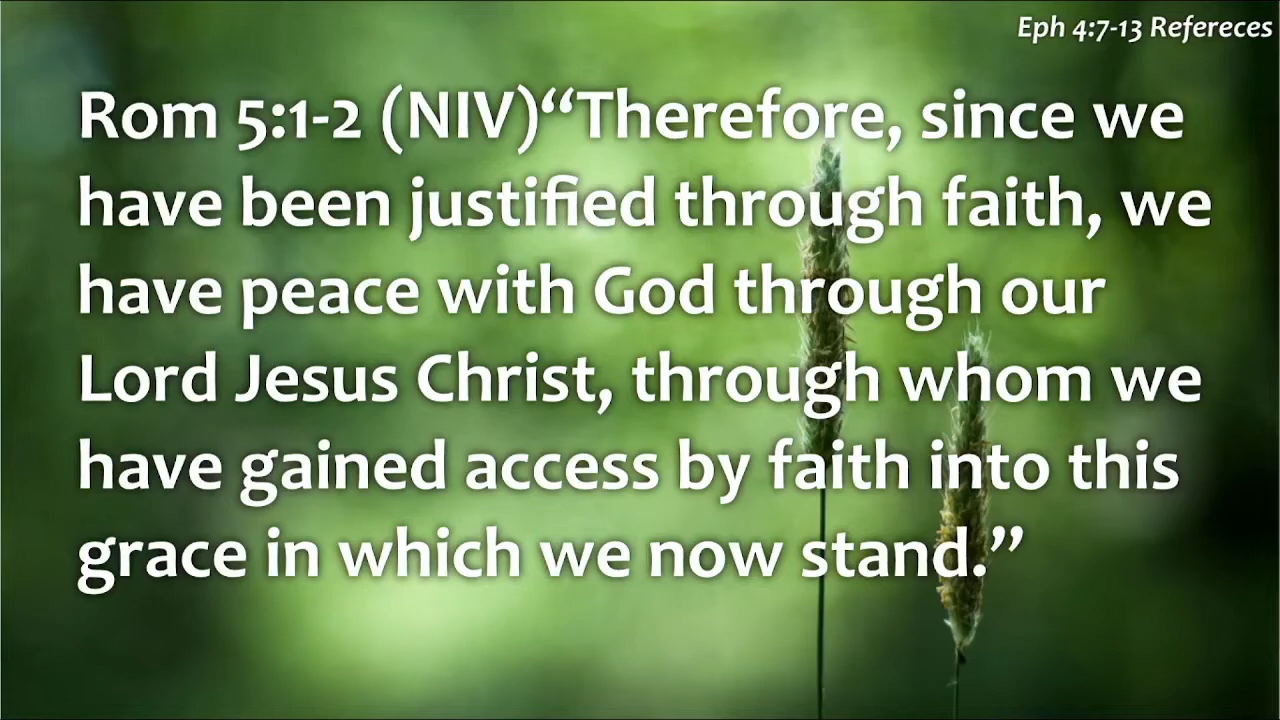 Eph 4:7-13 Refereces
Rom 5:1-2 (NIV)“Therefore, since we
have been justified through faith, we
have peace with God through our
Lord Jesus Christ, through whom we
have gained access by faith into this
grace in which we now stand.”